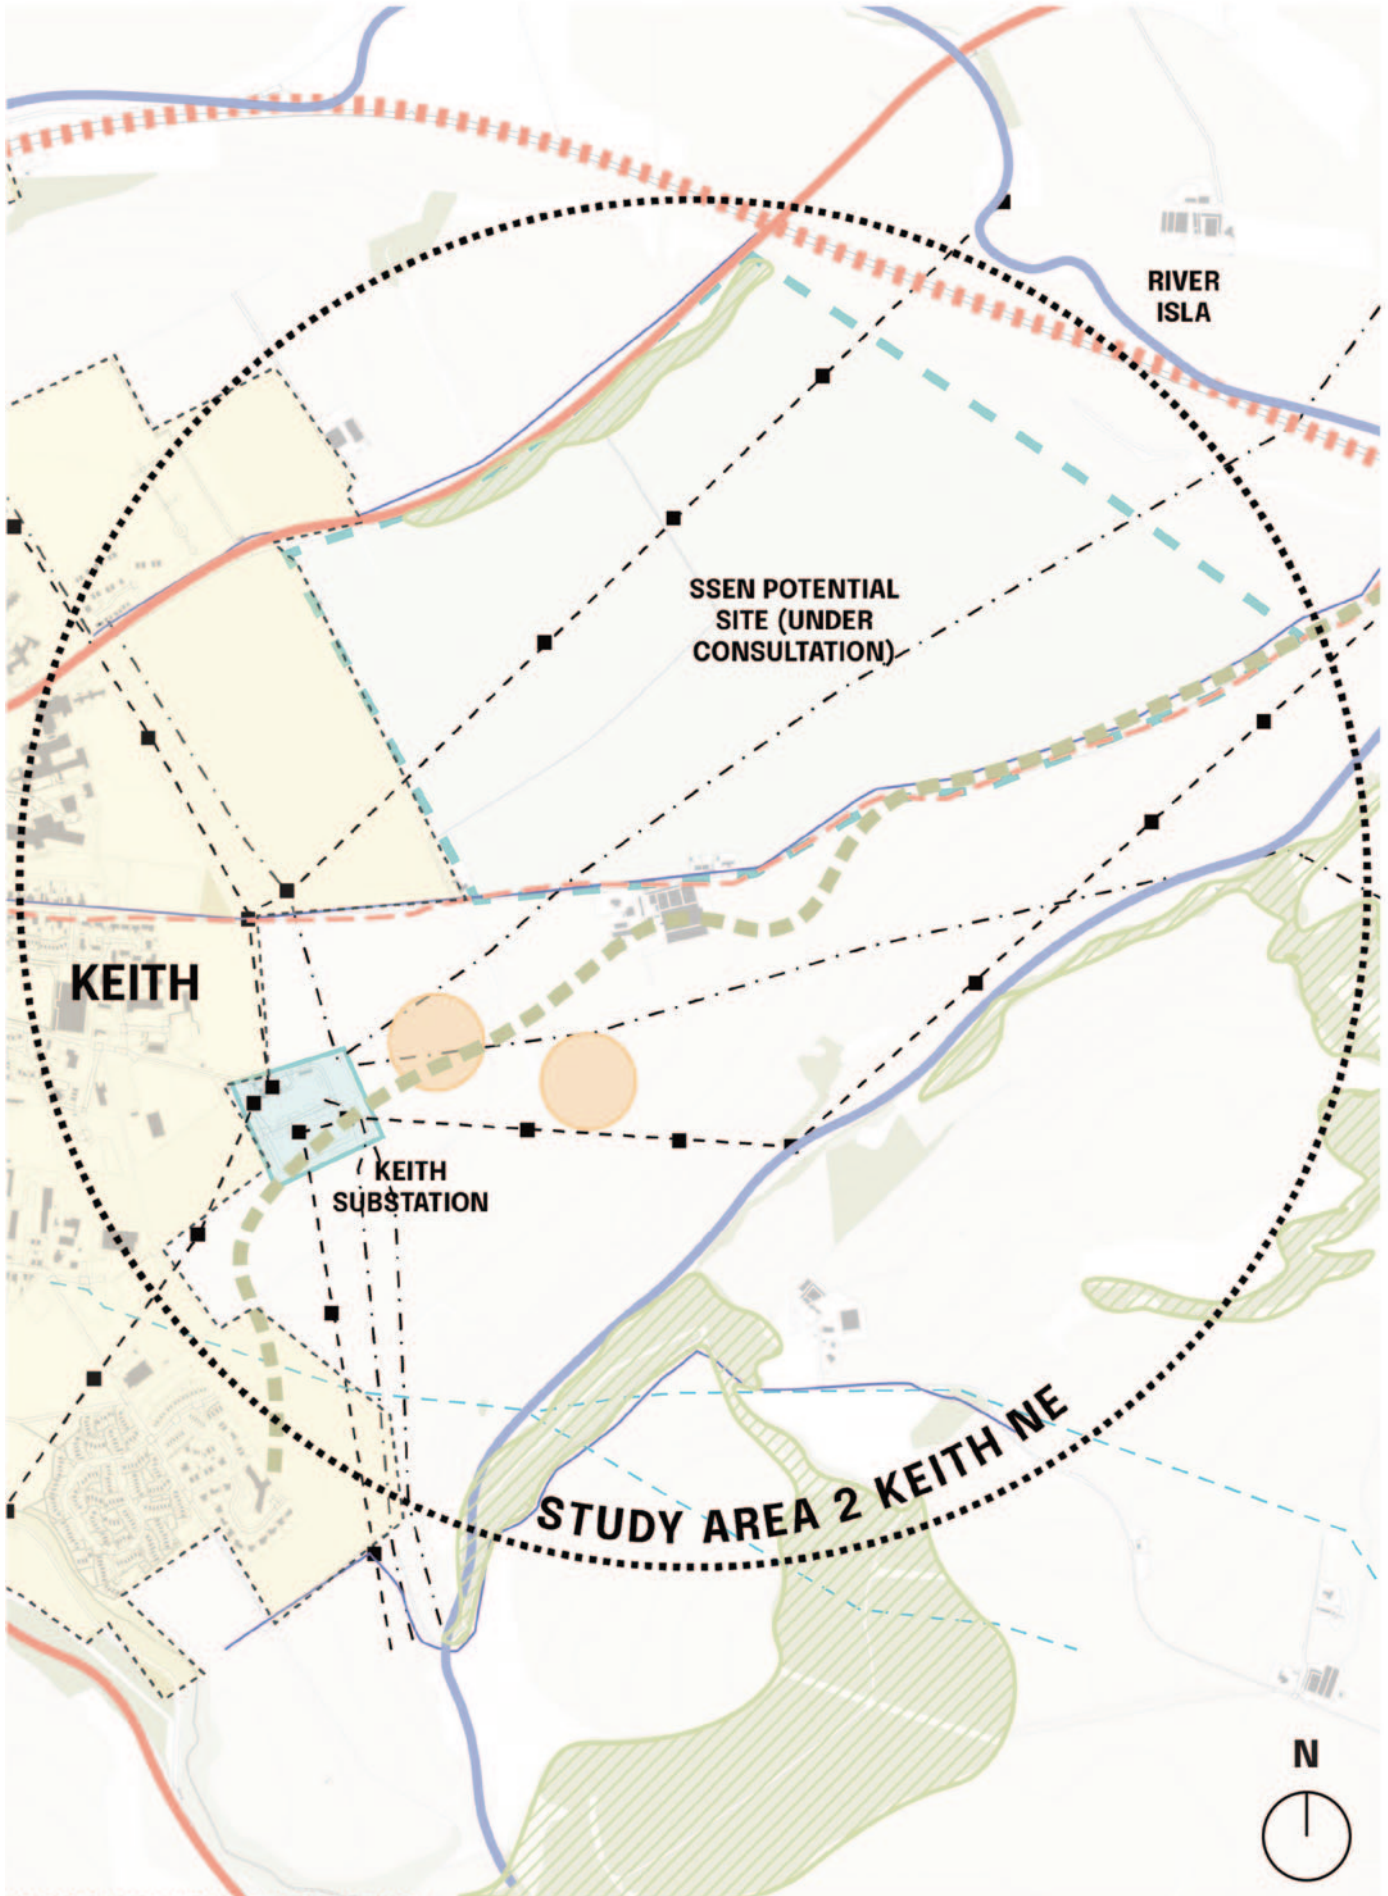 RIVER
ISLA
SSEN POTENTIAL
SITE (UNDER
CONSULTATION)
KEITH
KEITH
SUBSTATION
STUDY AREA 2 KEITH NE
N